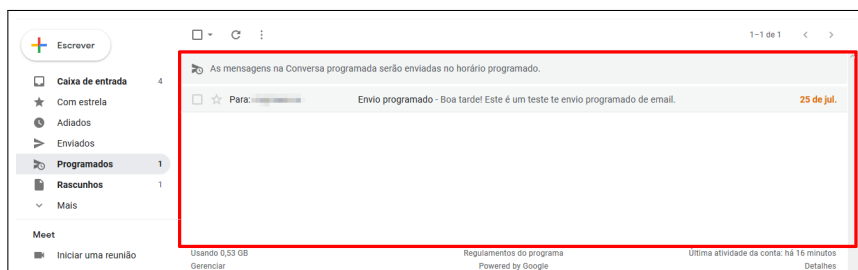 Escrever
1–1 de 1
As mensagens na Conversa programada serão enviadas no horário programado.
Caixa de entrada 4
Para: Envio programado - Boa tarde! Este é um teste te envio programado de email. 25 de jul.
Com estrela
Adiados
Enviados
Programados 1
Rascunhos 1
Mais
Meet
Iniciar uma reunião
Usando 0,53 GB
Gerenciar
Regulamentos do programa
Powered by Google
Última atividade da conta: há 16 minutos
Detalhes